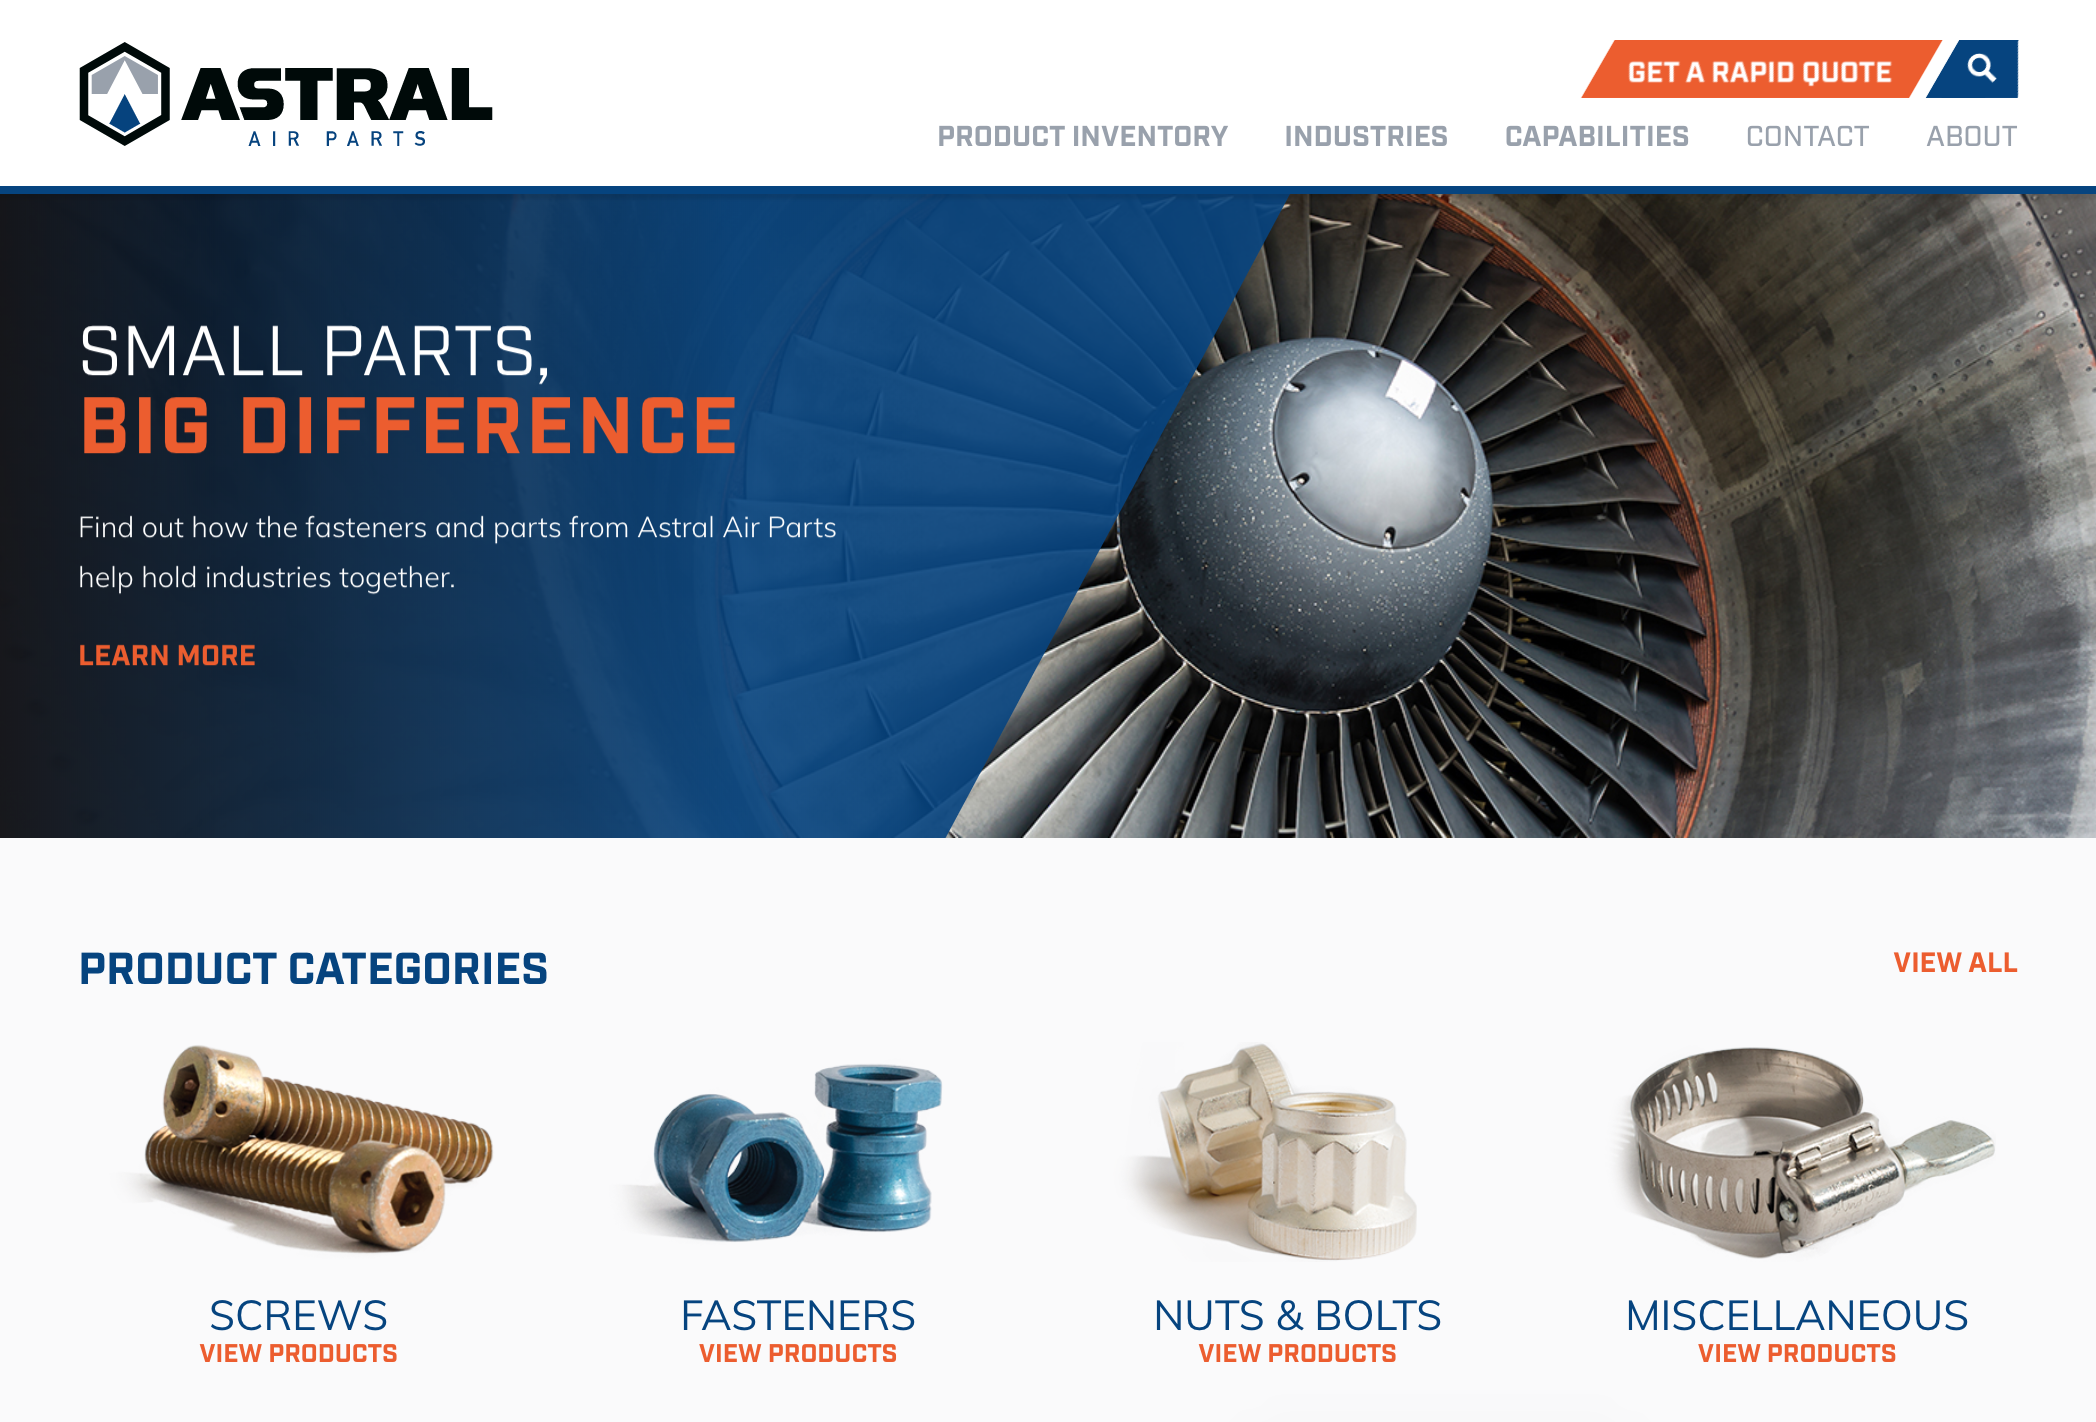 ASTRAL
AIR PARTS
GET A RAPID QUOTE
PRODUCT INVENTORY INDUSTRIES CAPABILITIES CONTACT ABOUT
SMALL PARTS,
BIG DIFFERENCE
Find out how the fasteners and parts from Astral Air Parts
help hold industries together.
LEARN MORE
PRODUCT CATEGORIES
VIEW ALL
SCREWS
VIEW PRODUCTS
FASTENERS
VIEW PRODUCTS
NUTS & BOLTS
VIEW PRODUCTS
MISCELLANEOUS
VIEW PRODUCTS